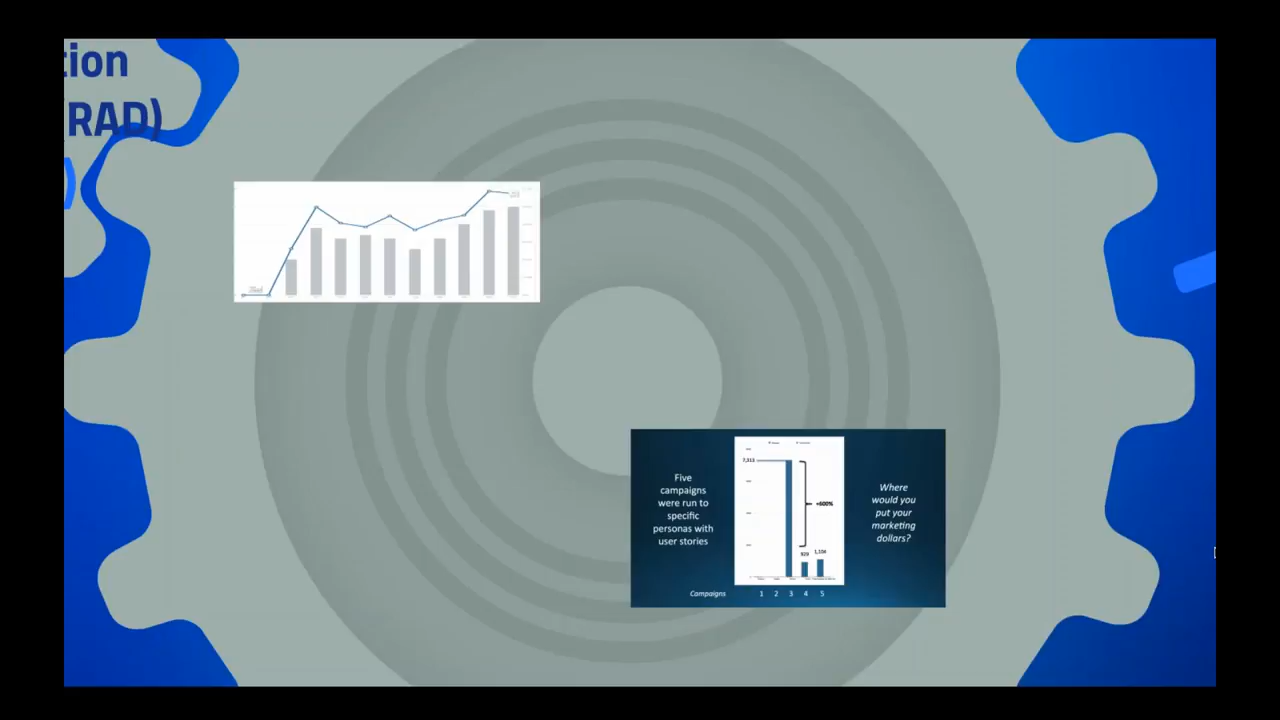 tion
RAD)
)
Five
campaigns
were run to
specific
personas with
user stories
7,313
≈600%
929
1,104
Where
would you
put your
marketing
dollars?
Campaigns 1 2 3 4 5